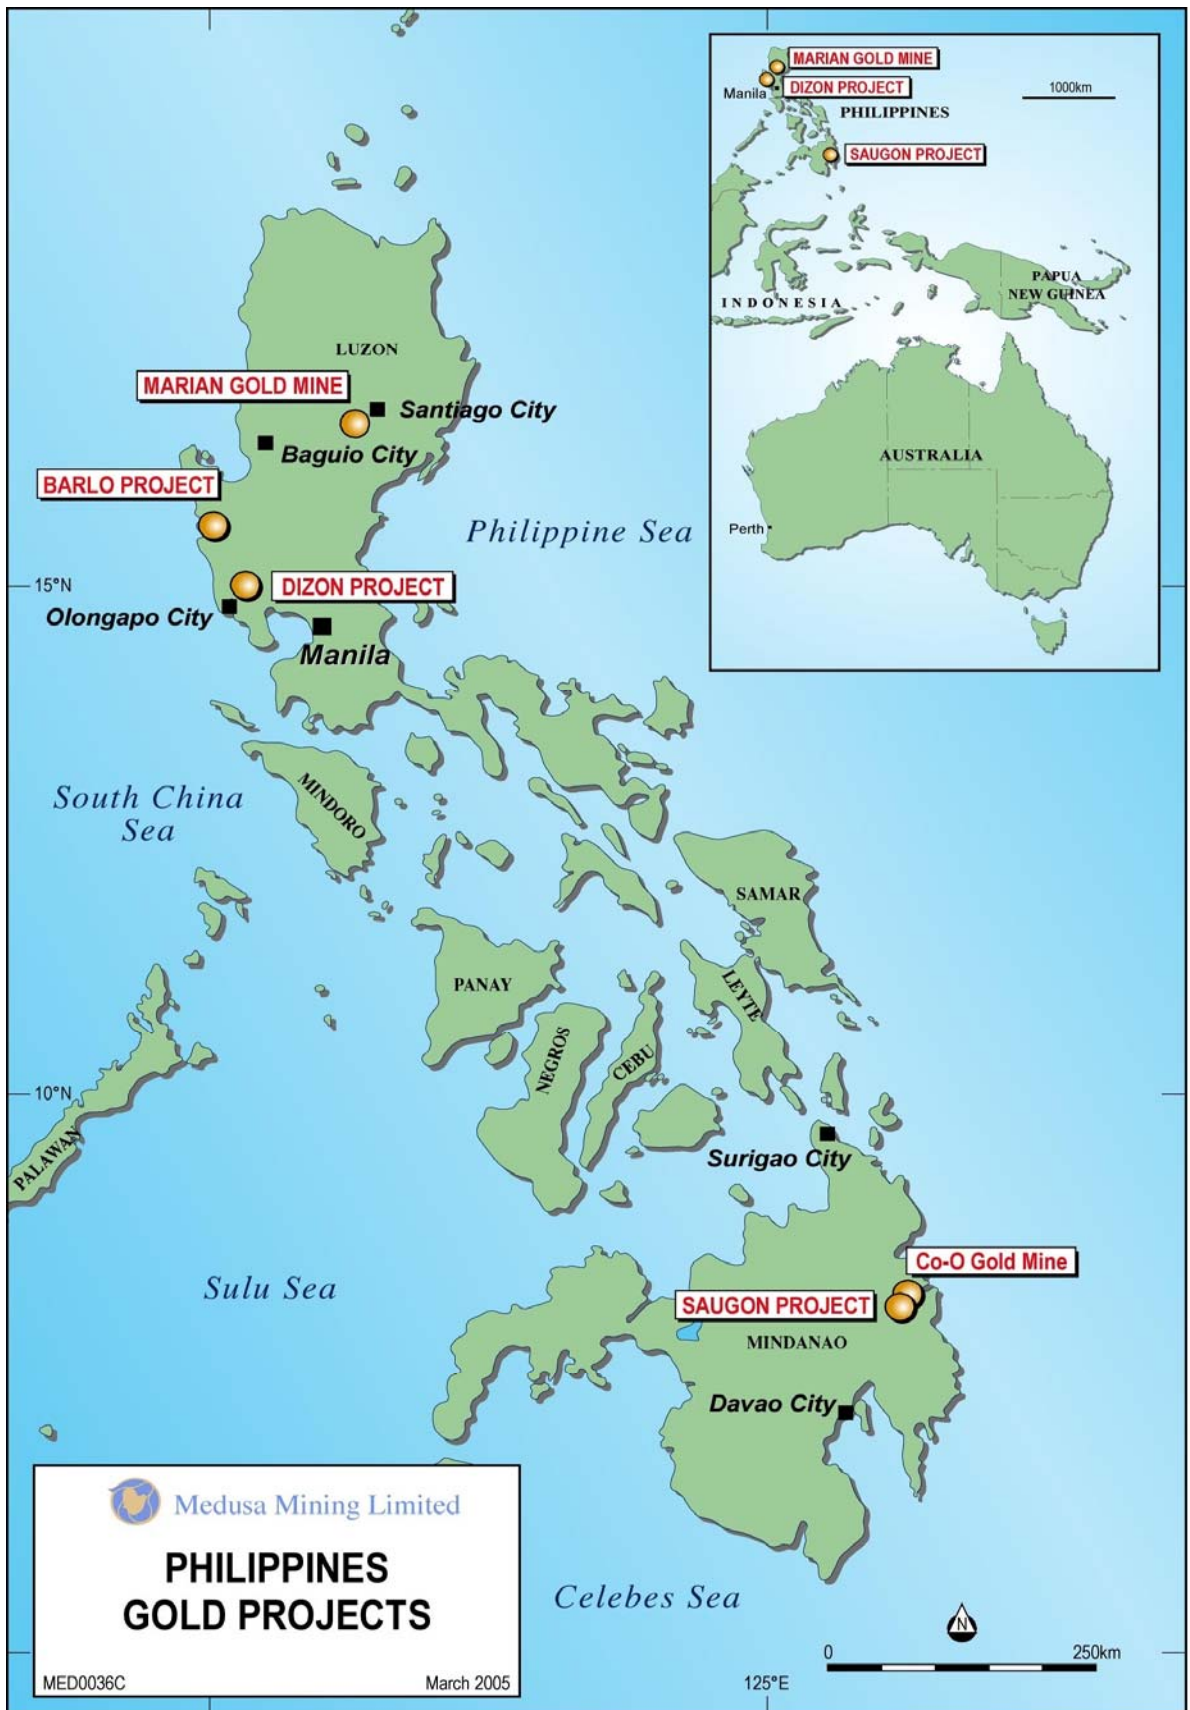 MARIAN GOLD MINE
Manila
DIZON PROJECT
1000km
PHILIPPINES
SAUGON PROJECT
INDONESIA
PAPUA
NEW GUINEA
AUSTRALIA
Perth
LUZON
MARIAN GOLD MINE
Santiago City
Baguio City
BARLO PROJECT
Philippine Sea
15°N
DIZON PROJECT
Olongapo City
Manila
South China
Sea
MINDORO
SAMAR
PANAY
LEYTE
NEGROS
CEBU
10°N
PALAWAN
Surigao City
Sulu Sea
Co-O Gold Mine
SAUGON PROJECT
MINDANAO
Davao City
Medusa Mining Limited
PHILIPPINES
GOLD PROJECTS
MED0036C
March 2005
Celebes Sea
N
0
250km
125°E